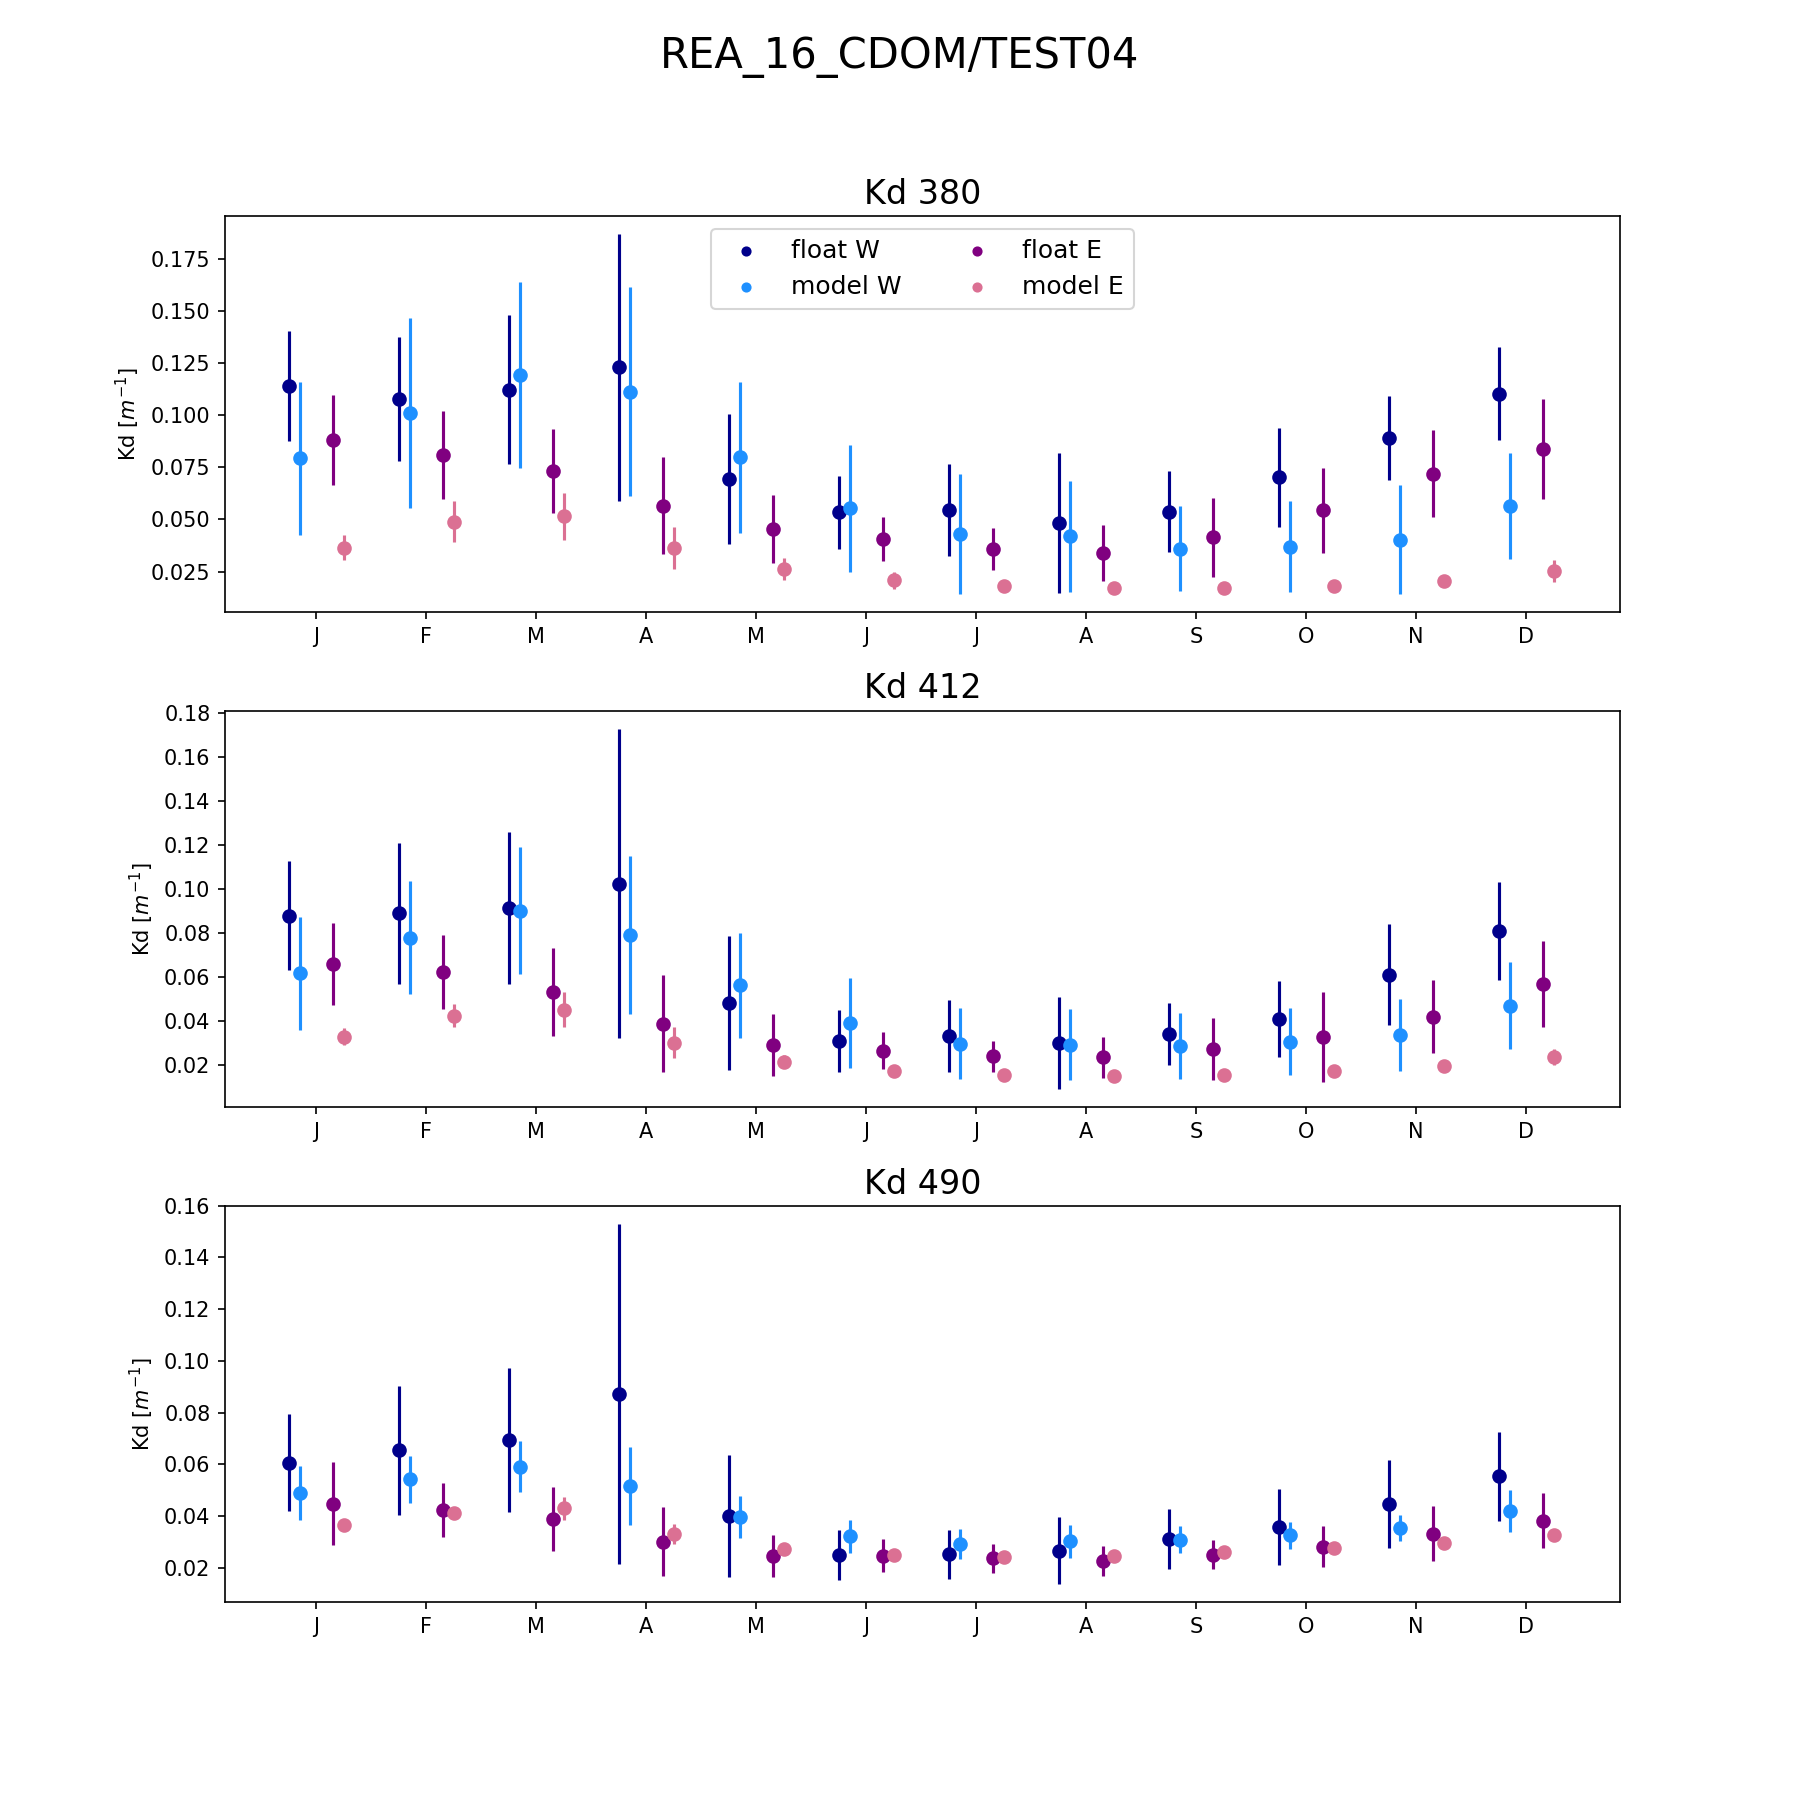 REA_16_CDOM/TEST04
Kd 380
float W
float E
model W
model E
Kd [m⁻¹]
0.175
0.150
0.125
0.100
0.075
0.050
0.025
J F M A M J J A S O N D
Kd 412
Kd [m⁻¹]
0.18
0.16
0.14
0.12
0.10
0.08
0.06
0.04
0.02
J F M A M J J A S O N D
Kd 490
Kd [m⁻¹]
0.16
0.14
0.12
0.10
0.08
0.06
0.04
0.02
J F M A M J J A S O N D